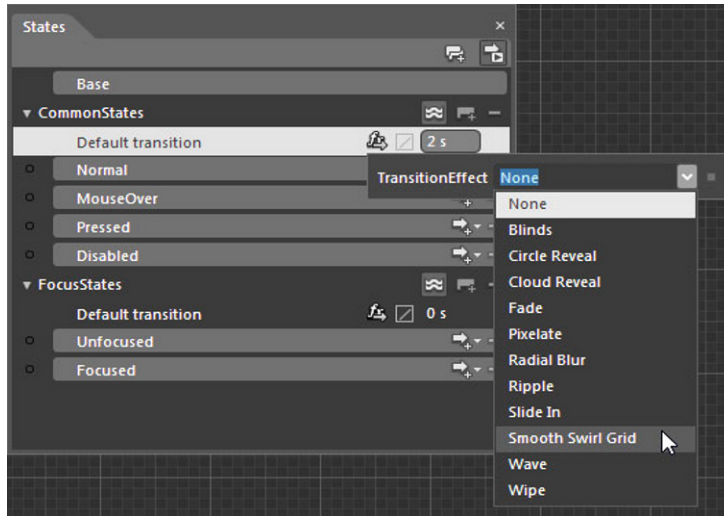 States
Base
CommonStates
Default transition 2 s
Normal
TransitionEffect None
MouseOver
None
Pressed
Blinds
Disabled
Circle Reveal
FocusStates
Cloud Reveal
Default transition 0 s
Fade
Unfocused
Pixelate
Focused
Radial Blur
Ripple
Slide In
Smooth Swirl Grid
Wave
Wipe